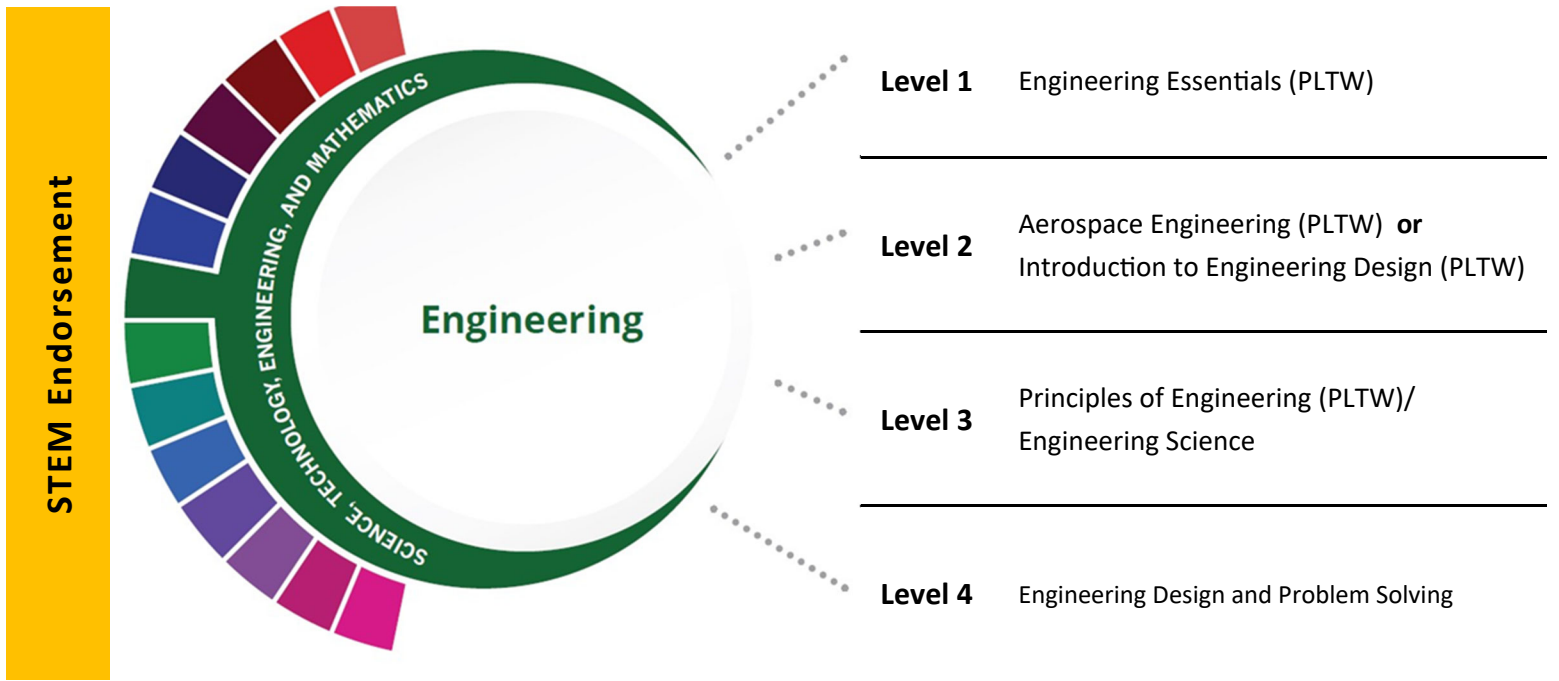 STEM Endorsement
SCIENCE, TECHNOLOGY, ENGINEERING, AND MATHEMATICS
Engineering
Level 1 Engineering Essentials (PLTW)
Level 2 Aerospace Engineering (PLTW) or
Introduction to Engineering Design (PLTW)
Level 3 Principles of Engineering (PLTW)/
Engineering Science
Level 4 Engineering Design and Problem Solving